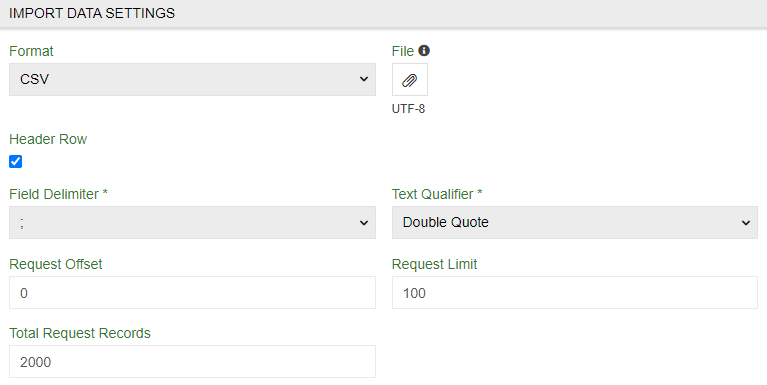 IMPORT DATA SETTINGS
Format
File
CSV
UTF-8
Header Row
Field Delimiter *
Text Qualifier *
;
Double Quote
Request Offset
Request Limit
0
100
Total Request Records
2000